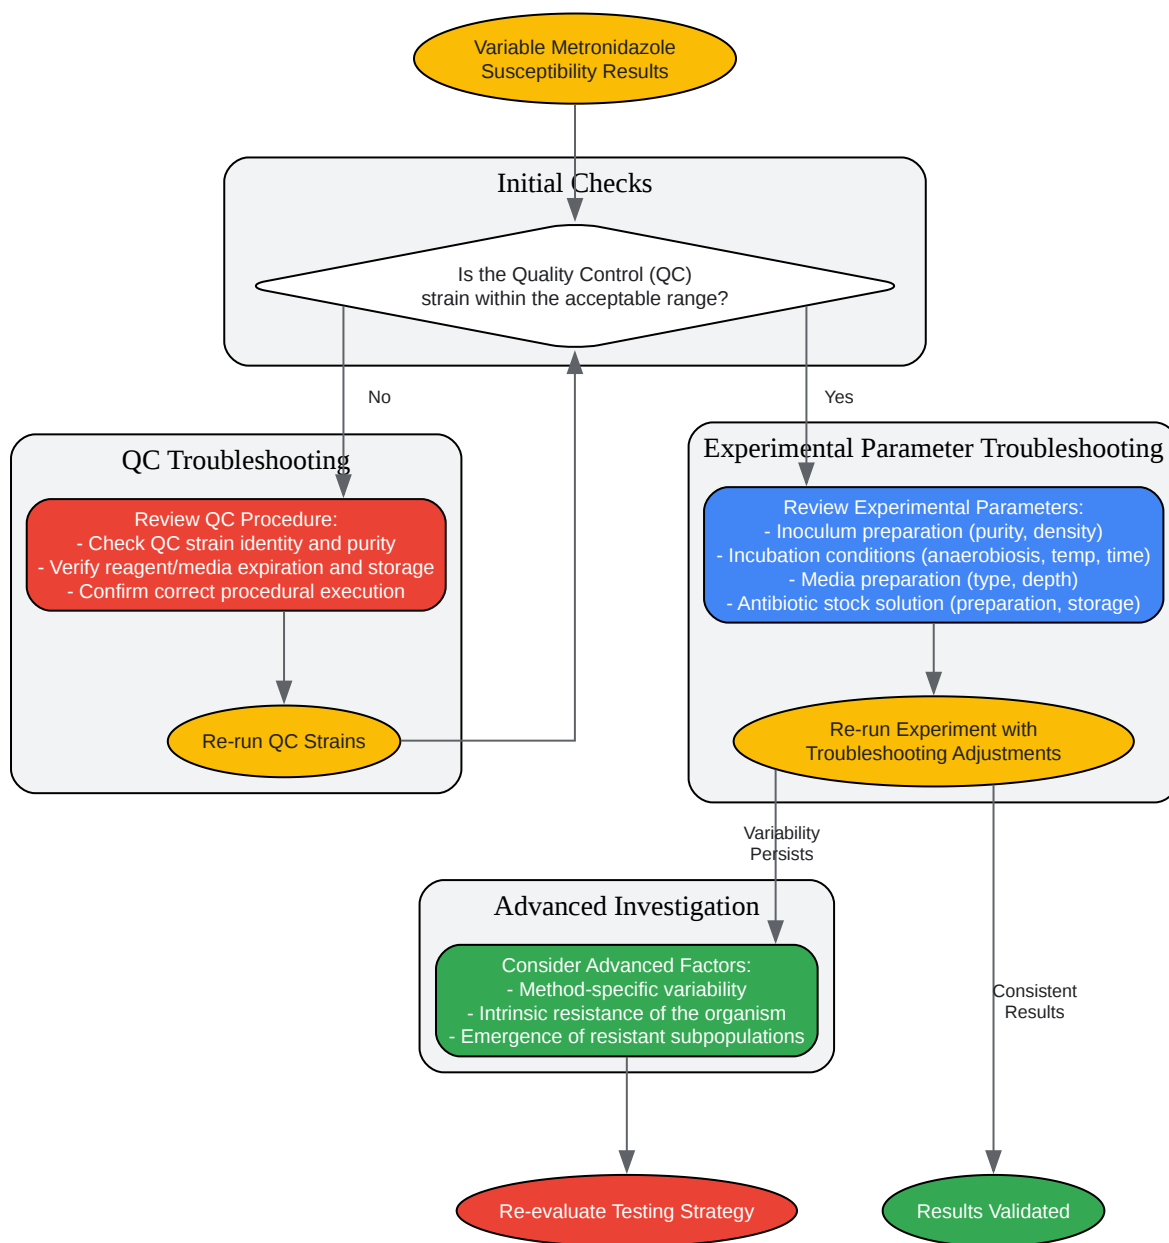 Variable Metronidazole
Susceptibility Results
Initial Checks
Is the Quality Control (QC)
strain within the acceptable range?
No
Yes
QC Troubleshooting
Review QC Procedure:
- Check QC strain identity and purity
- Verify reagent/media expiration and storage
- Confirm correct procedural execution
Re-run QC Strains
Experimental Parameter Troubleshooting
Review Experimental Parameters:
- Inoculum preparation (purity, density)
- Incubation conditions (anaerobiosis, temp, time)
- Media preparation (type, depth)
- Antibiotic stock solution (preparation, storage)
Re-run Experiment with
Troubleshooting Adjustments
Variability
Persists
Advanced Investigation
Consider Advanced Factors:
- Method-specific variability
- Intrinsic resistance of the organism
- Emergence of resistant subpopulations
Consistent
Results
Re-evaluate Testing Strategy
Results Validated